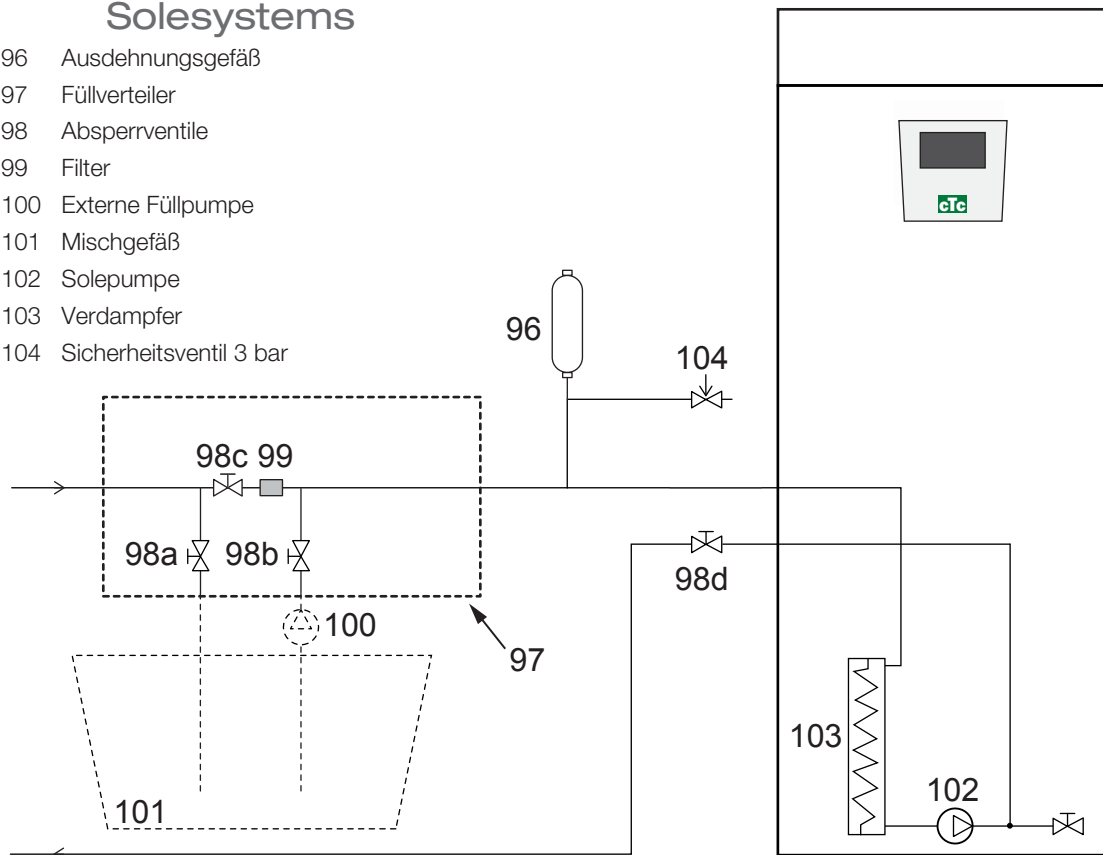 Solesystems
96 Ausdehnungsgefäß
97 Füllverteiler
98 Absperrventile
99 Filter
100 Externe Füllpumpe
101 Mischgefäß
102 Solepumpe
103 Verdampfer
104 Sicherheitsventil 3 bar
cTc
96
104
98c 99
98a
98b
98d
100
97
103
102
101